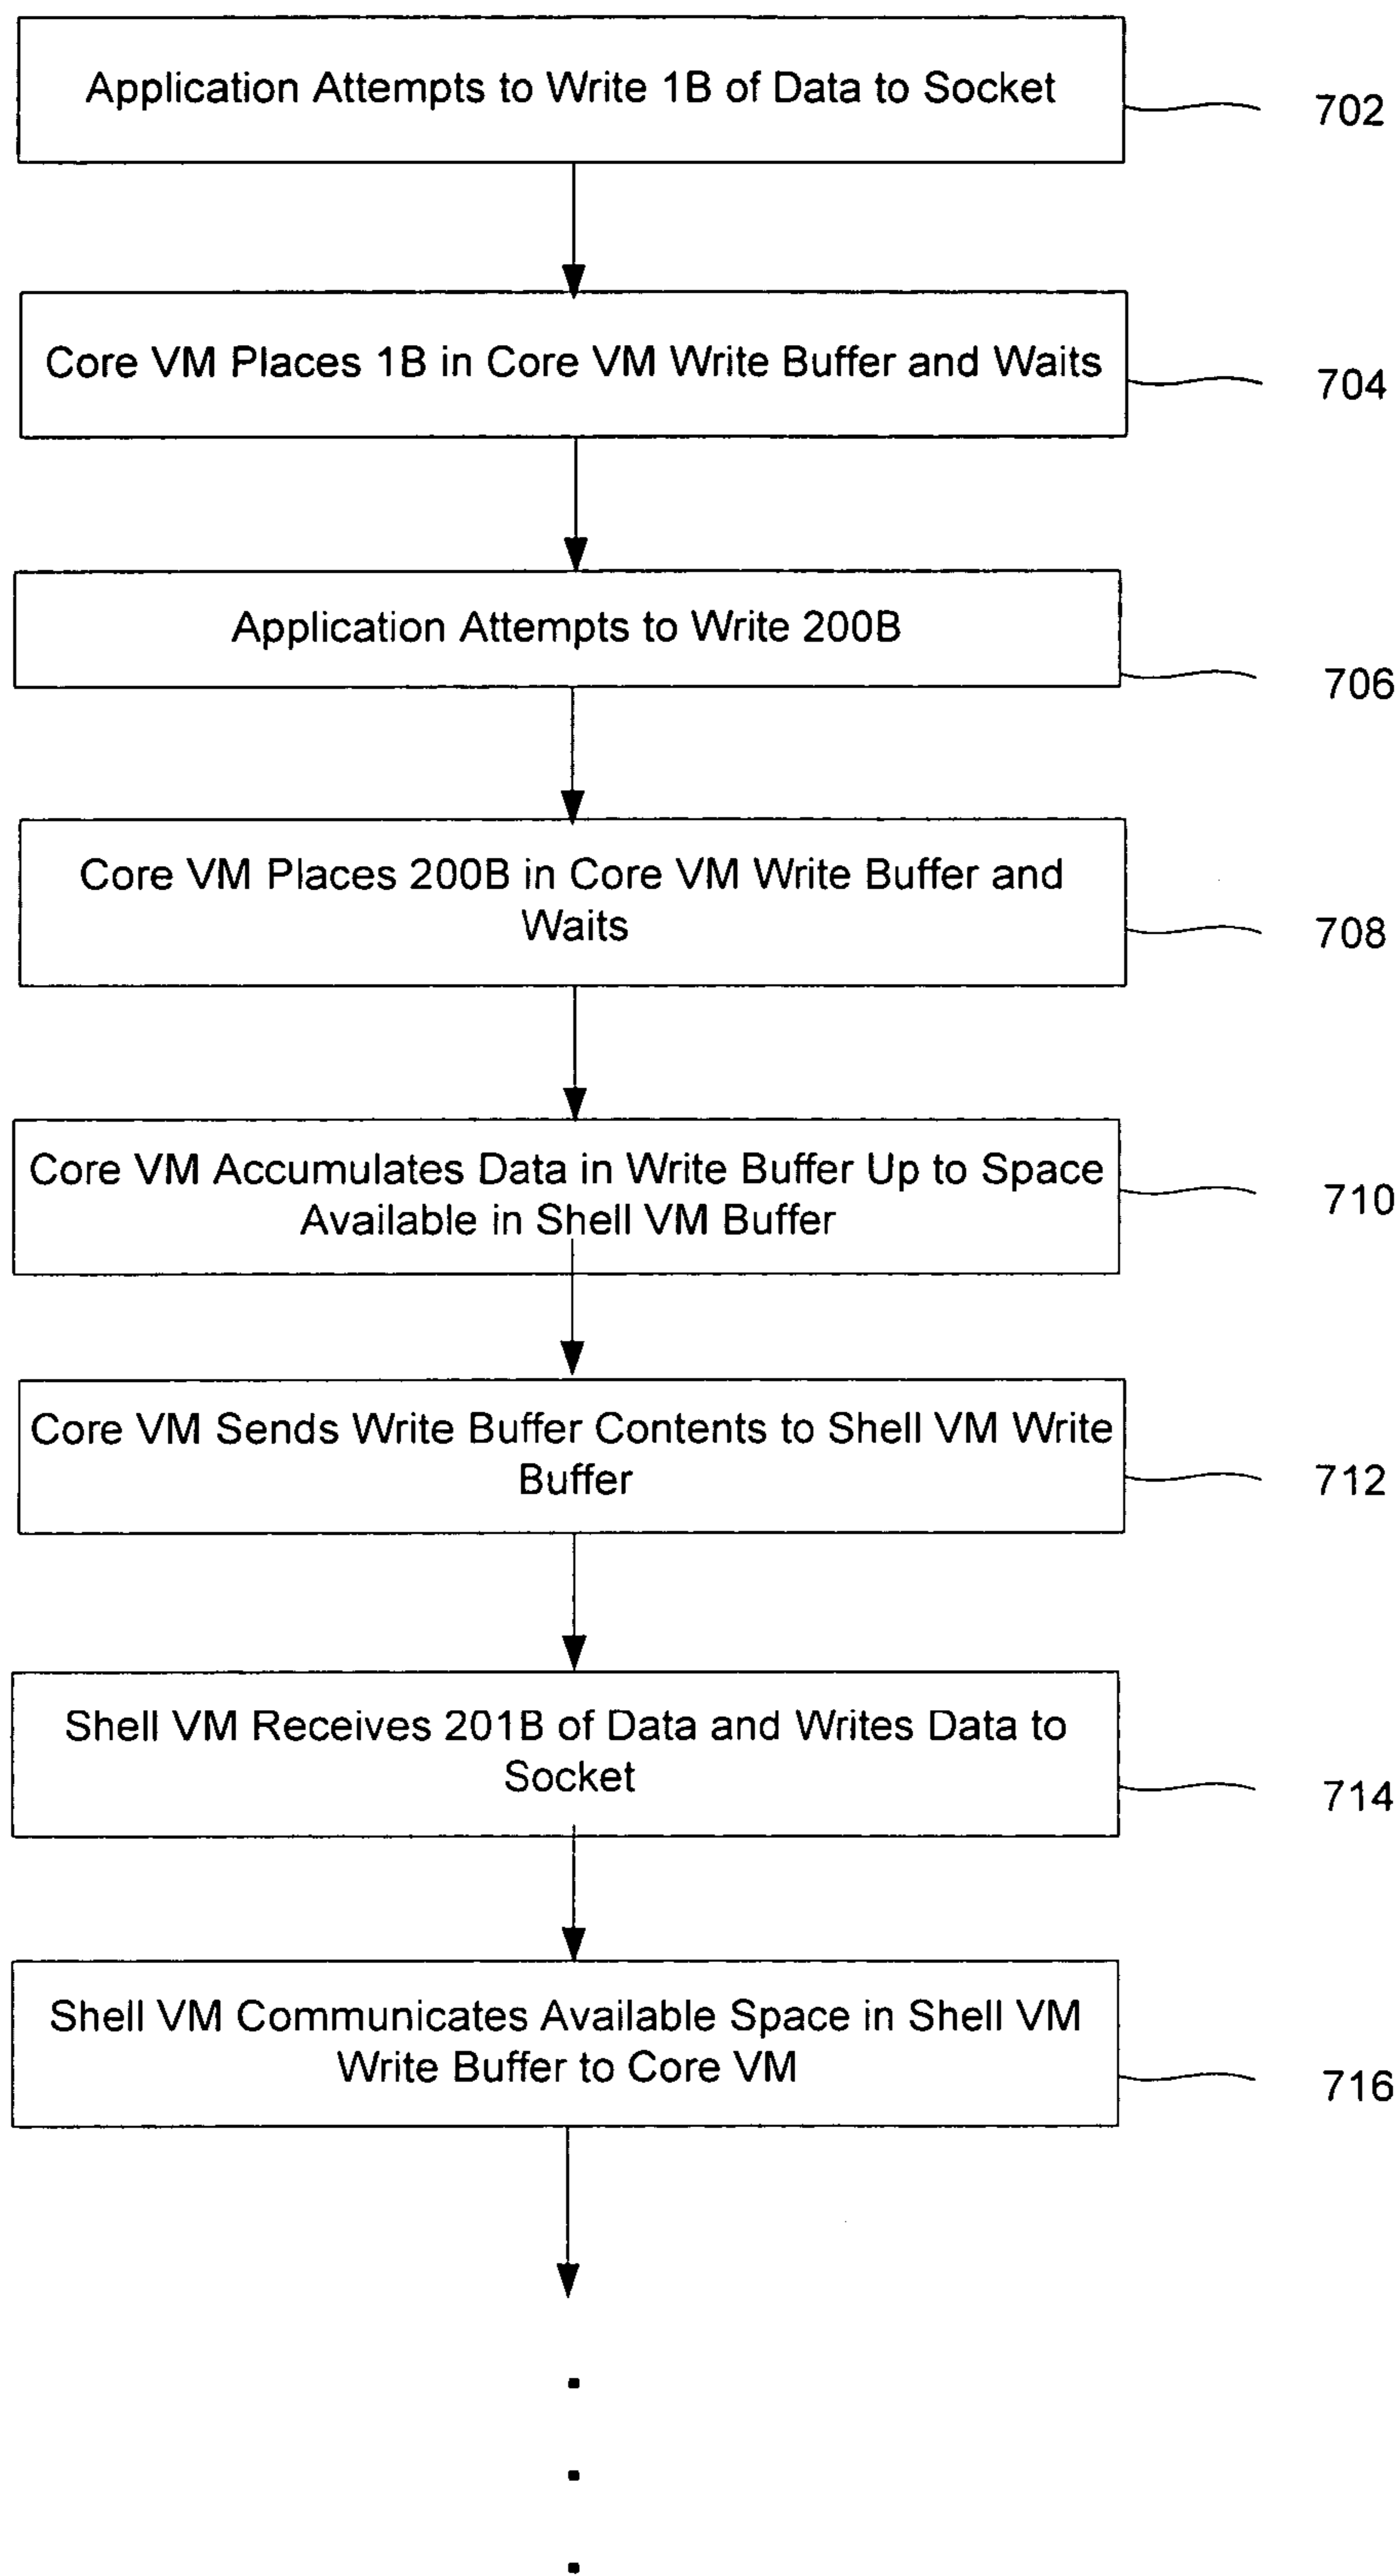 Application Attempts to Write 1B of Data to Socket
702
Core VM Places 1B in Core VM Write Buffer and Waits
704
Application Attempts to Write 200B
706
Core VM Places 200B in Core VM Write Buffer and
Waits
708
Core VM Accumulates Data in Write Buffer Up to Space
Available in Shell VM Buffer
710
Core VM Sends Write Buffer Contents to Shell VM Write
Buffer
712
Shell VM Receives 201B of Data and Writes Data to
Socket
714
Shell VM Communicates Available Space in Shell VM
Write Buffer to Core VM
716